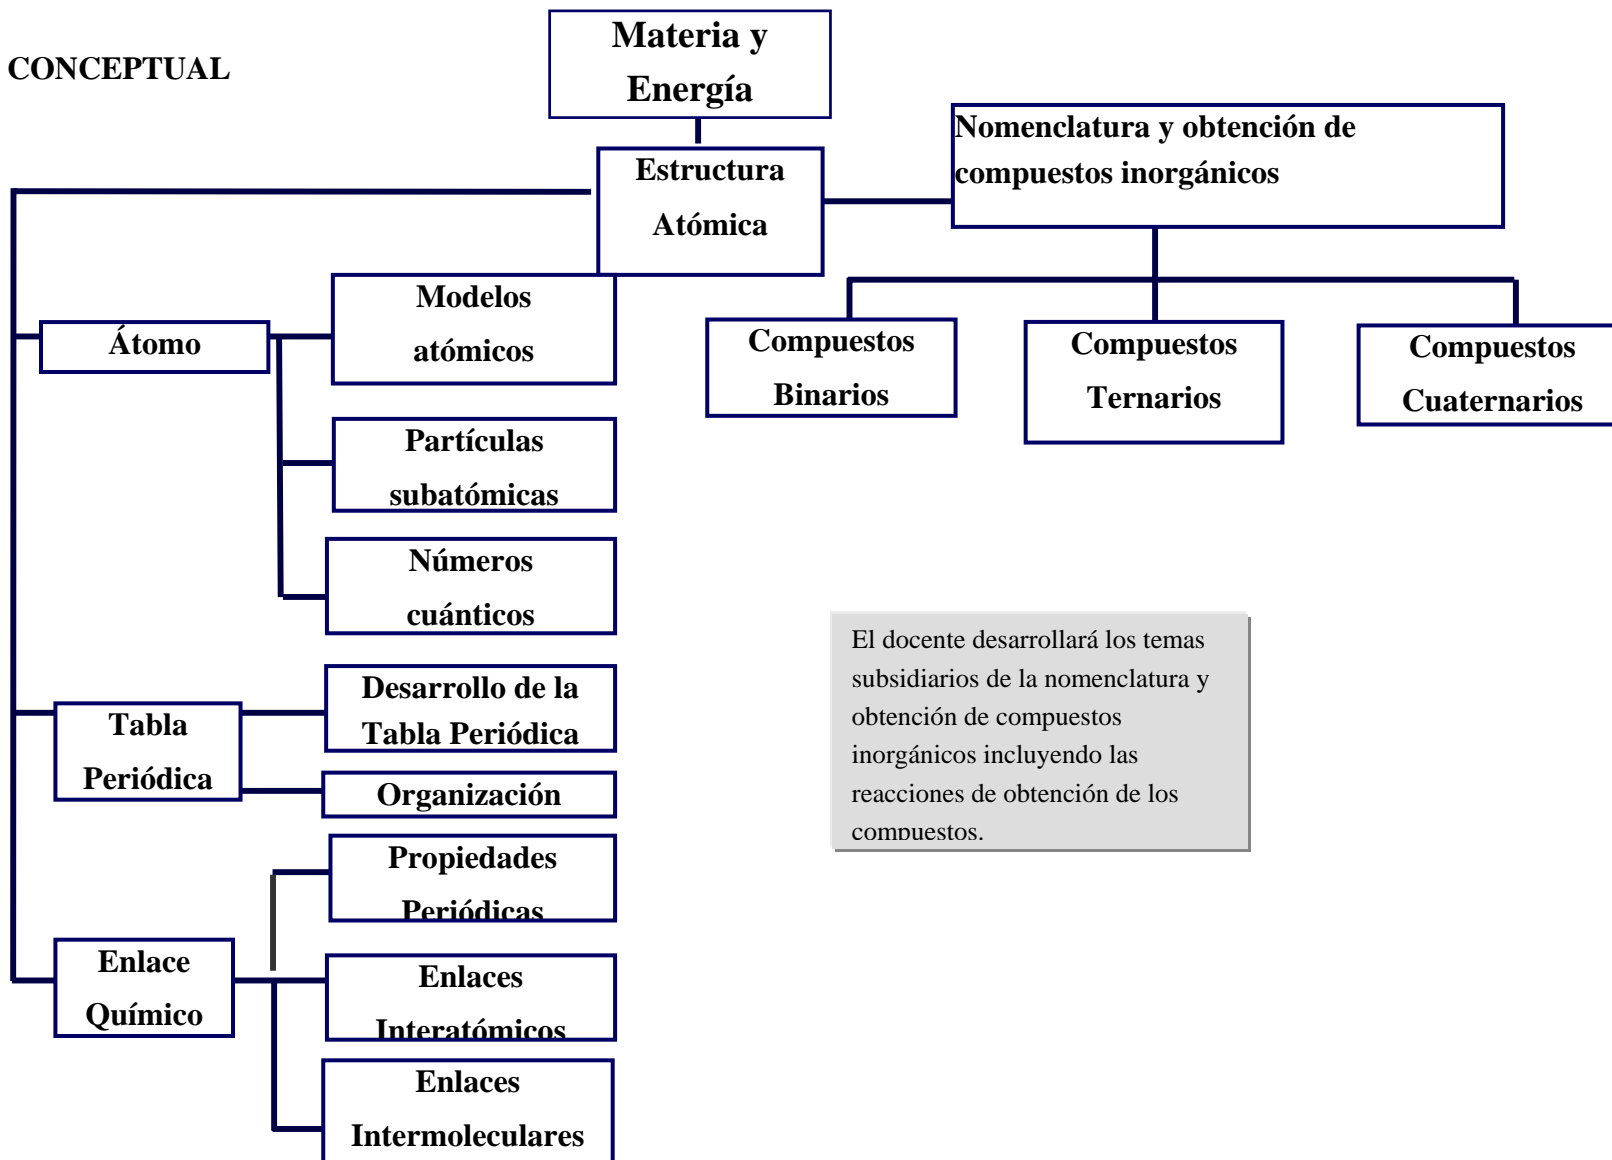 CONCEPTUAL
Materia y
Energía
Estructura
Atómica
Nomenclatura y obtención de
compuestos inorgánicos
Compuestos
Binarios
Compuestos
Ternarios
Compuestos
Cuaternarios
Átomo
Modelos
atómicos
Partículas
subatómicas
Números
cuánticos
Tabla
Periódica
Desarrollo de la
Tabla Periódica
Organización
Enlace
Químico
Propiedades
Periódicas
Enlaces
Interatómicos
Enlaces
Intermoleculares
El docente desarrollará los temas
subsidiarios de la nomenclatura y
obtención de compuestos
inorgánicos incluyendo las
reacciones de obtención de los
compuestos.